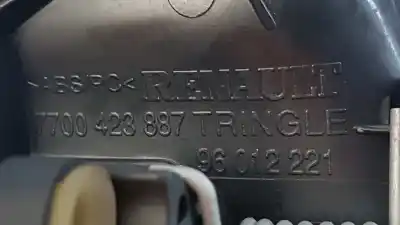 >ABS/PC< RENAULT
7700 423 887 TRINGLE
96 012 221